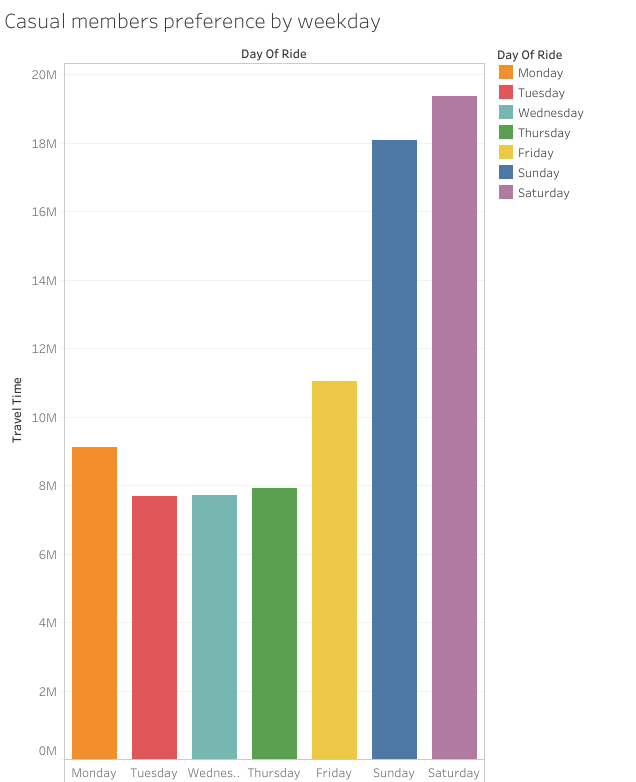 Casual members preference by weekday
Day Of Ride
20M
18M
16M
14M
12M
10M
8M
6M
4M
2M
0M
Travel Time
Monday Tuesday Wednes.. Thursday Friday Sunday Saturday
Day Of Ride
Monday
Tuesday
Wednesday
Thursday
Friday
Sunday
Saturday